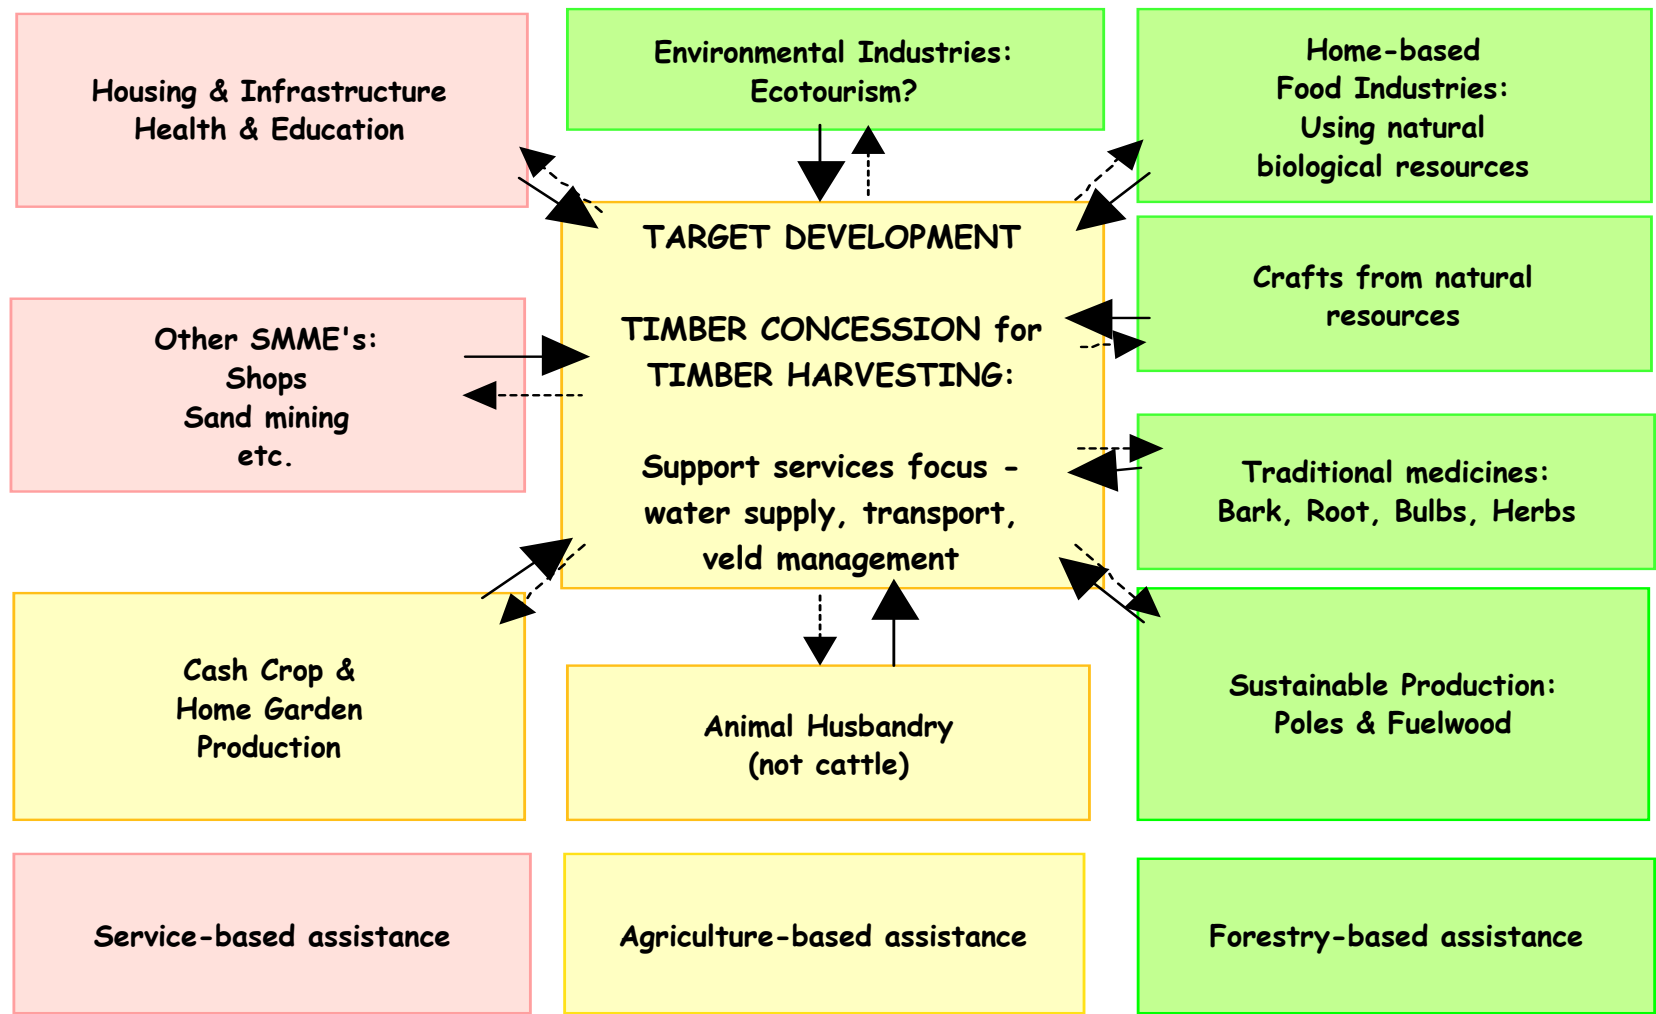 Housing & Infrastructure
Health & Education
Environmental Industries:
Ecotourism?
Home-based
Food Industries:
Using natural
biological resources
TARGET DEVELOPMENT
TIMBER CONCESSION for
TIMBER HARVESTING:
Support services focus -
water supply, transport,
veld management
Crafts from natural
resources
Other SMME's:
Shops
Sand mining
etc.
Traditional medicines:
Bark, Root, Bulbs, Herbs
Cash Crop &
Home Garden
Production
Animal Husbandry
(not cattle)
Sustainable Production:
Poles & Fuelwood
Service-based assistance
Agriculture-based assistance
Forestry-based assistance